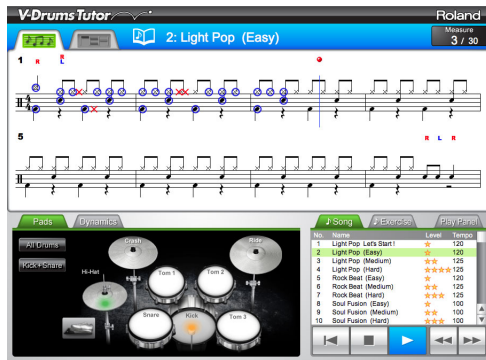 V-Drums Tutor
Roland
2: Light Pop (Easy)
Measure
3 / 30
1
R
R
L
4
4
5
R L R
Pads
Dynamics
Song
Exercise
Play Panel
All Drums
Kick+Snare
Crash
Ride
Hi-Hat
Tom 1
Tom 2
Snare
Kick
Tom 3
No. Name Level Tempo
1 Light Pop Let's Start ! 120
2 Light Pop (Easy) 120
3 Light Pop (Medium) 125
4 Light Pop (Hard) 125
5 Rock Beat (Easy) 120
6 Rock Beat (Medium) 120
7 Rock Beat (Hard) 125
8 Soul Fusion (Easy) 100
9 Soul Fusion (Medium) 100
10 Soul Fusion (Hard) 100